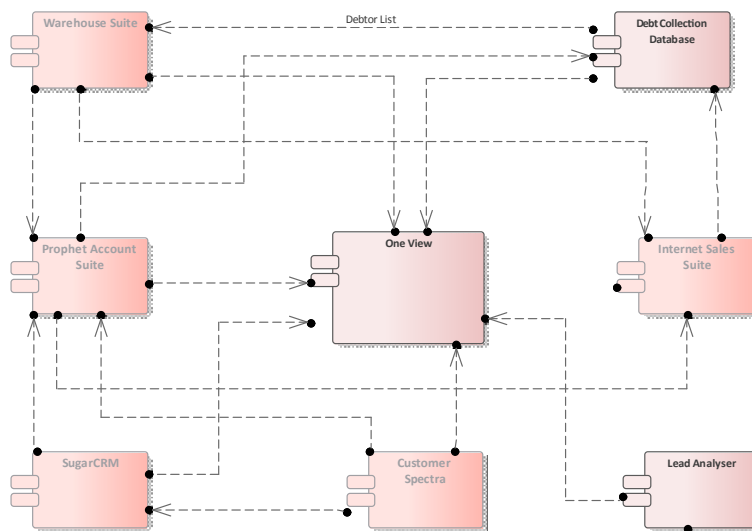 Warehouse Suite
Debtor List
Debt Collection
Database
Prophet Account
Suite
One View
Internet Sales
Suite
SugarCRM
Customer
Spectra
Lead Analyser